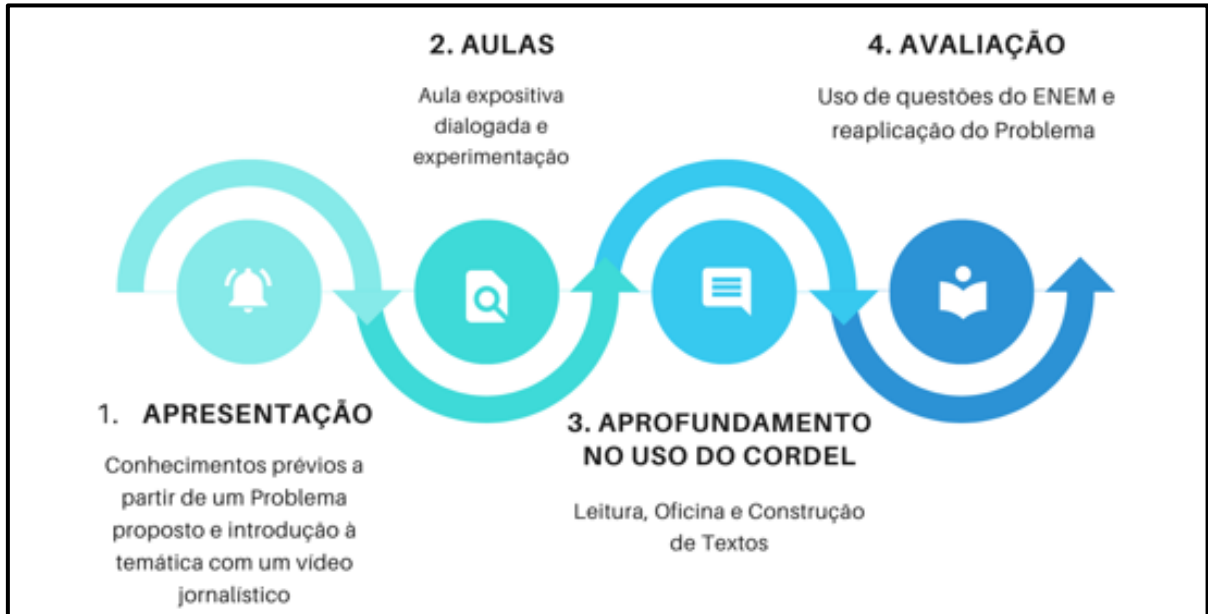 1. APRESENTAÇÃO
Conhecimentos prévios a
partir de um Problema
proposto e introdução à
temática com um vídeo
jornalístico
2. AULAS
Aula expositiva
dialogada e
experimentação
3. APROFUNDAMENTO
NO USO DO CORDEL
Leitura, Oficina e Construção
de Textos
4. AVALIAÇÃO
Uso de questões do ENEM e
reaplicação do Problema